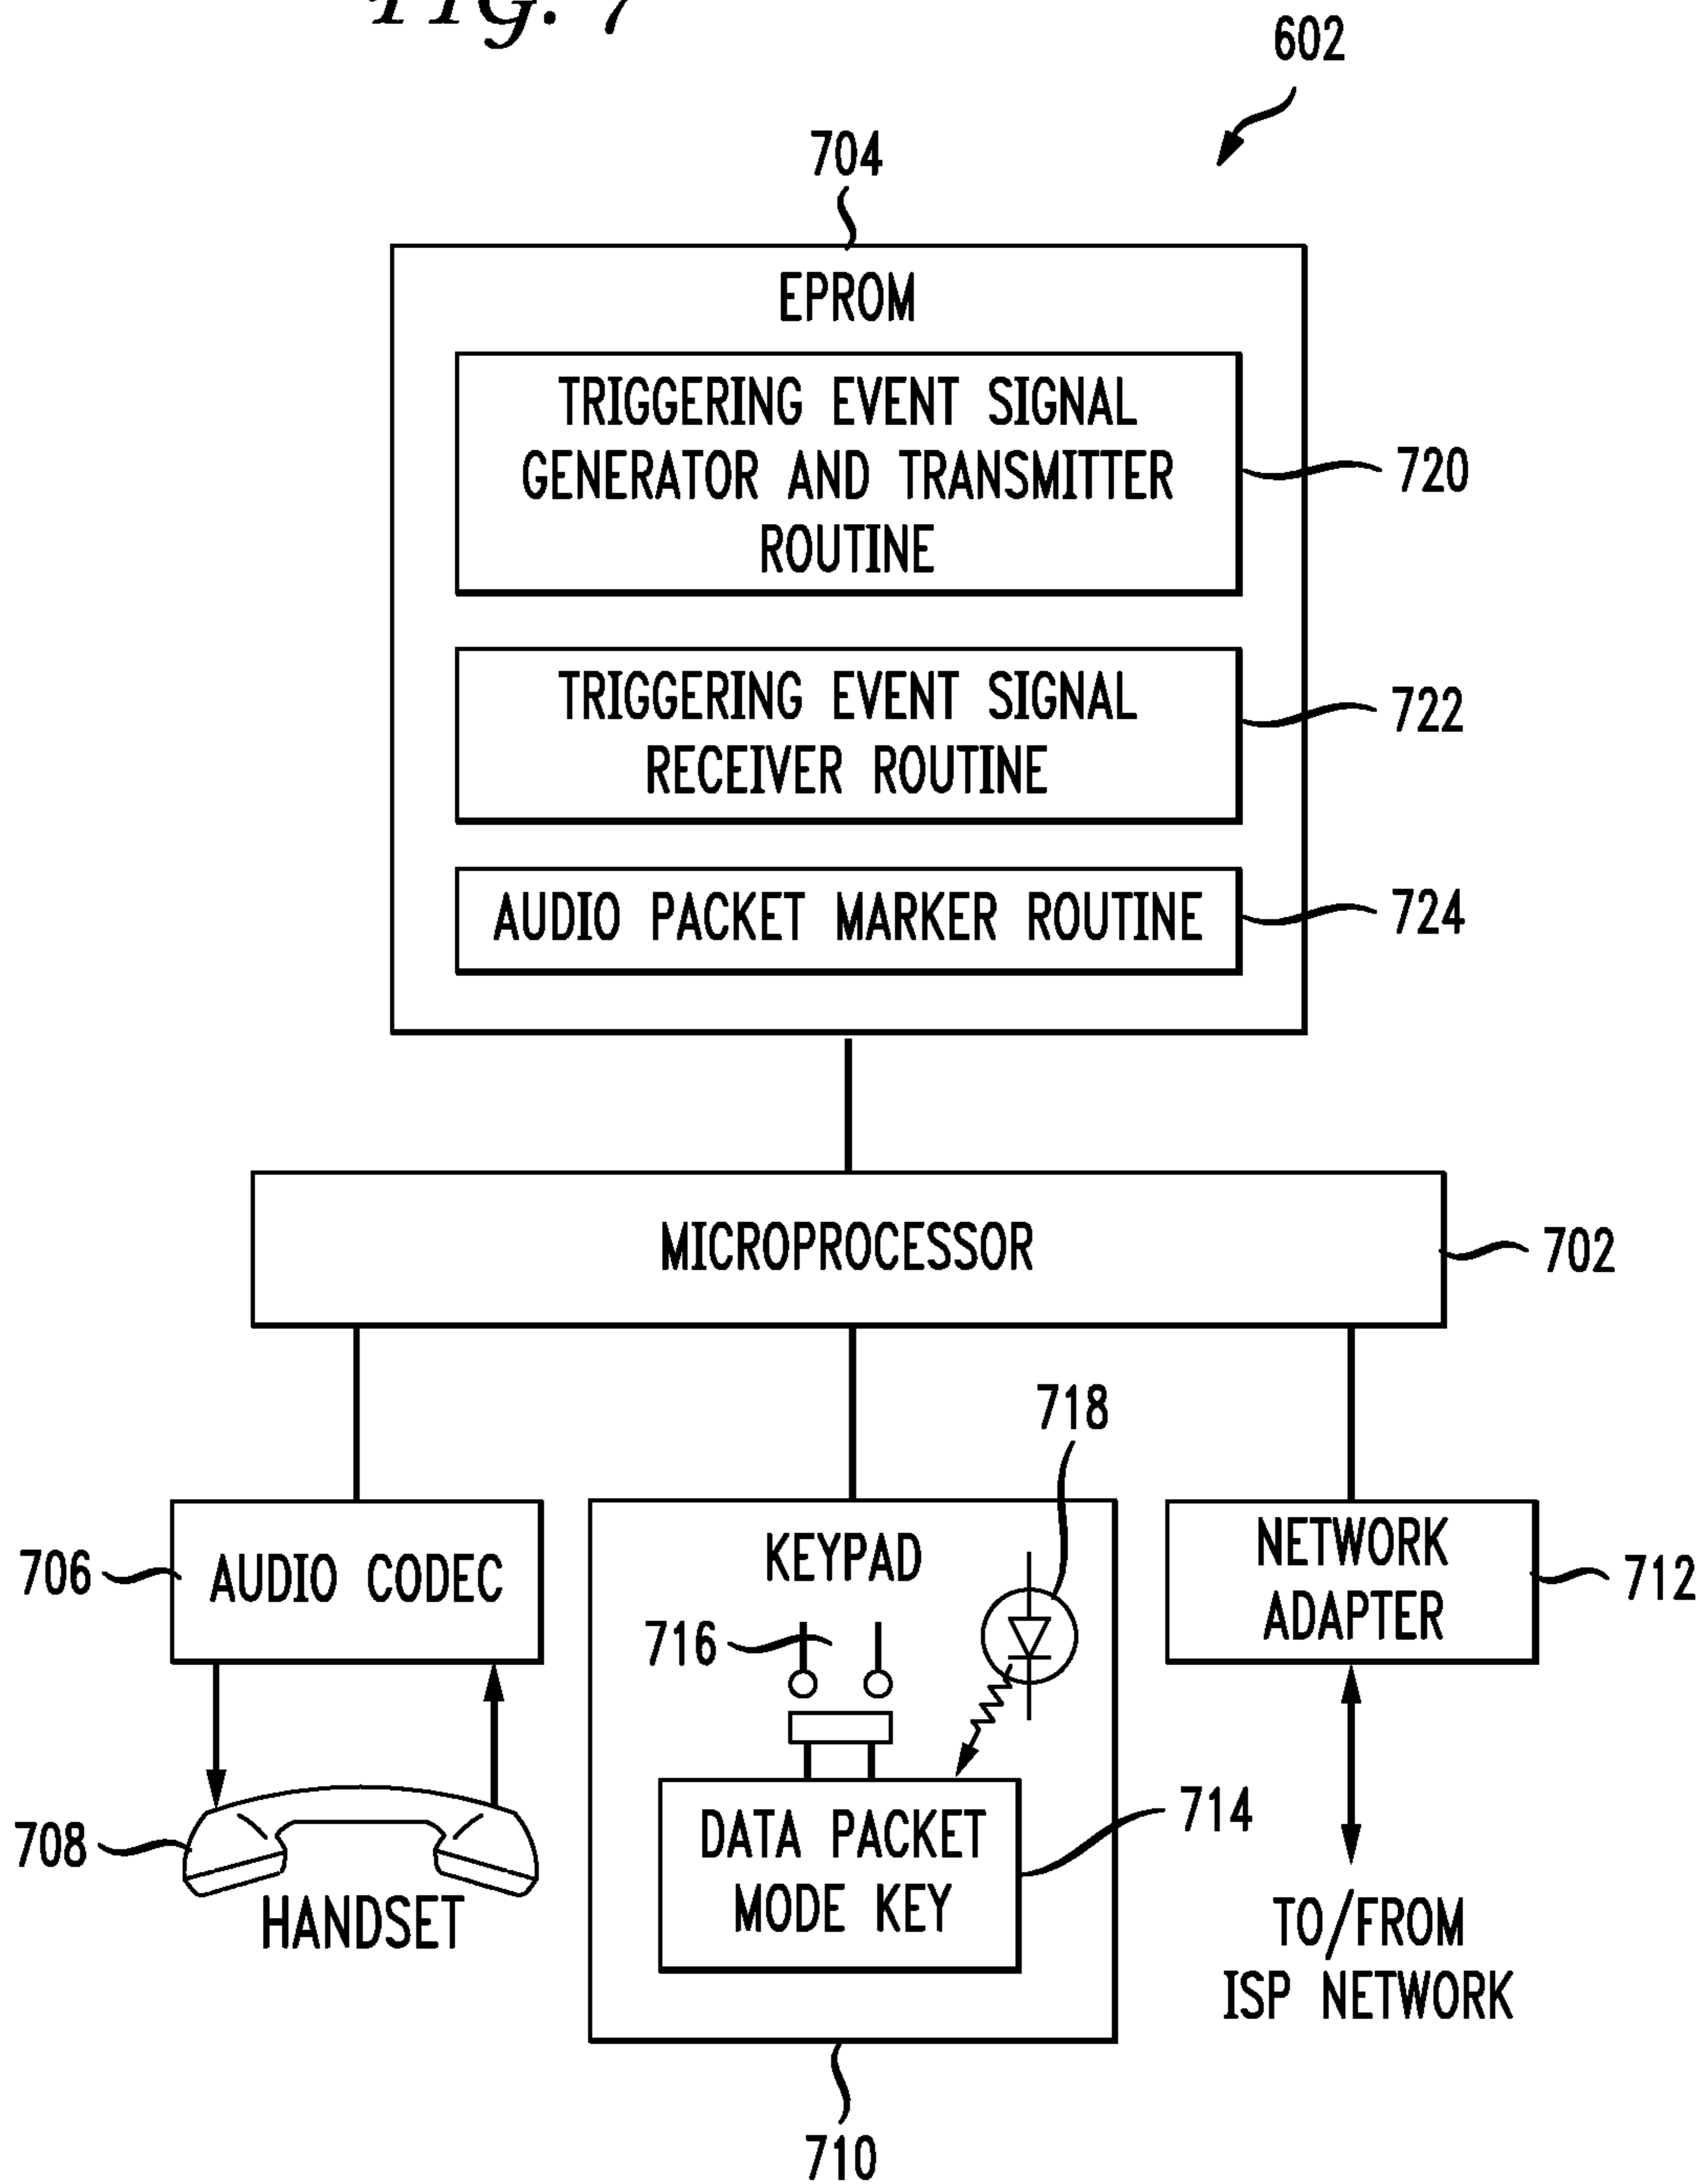 FIG. 7
602
704
EPROM
TRIGGERING EVENT SIGNAL
GENERATOR AND TRANSMITTER
ROUTINE
720
TRIGGERING EVENT SIGNAL
RECEIVER ROUTINE
722
AUDIO PACKET MARKER ROUTINE
724
MICROPROCESSOR
702
718
706
AUDIO CODEC
KEYPAD
716
NETWORK
ADAPTER
712
708
HANDSET
DATA PACKET
MODE KEY
714
TO/FROM
ISP NETWORK
710